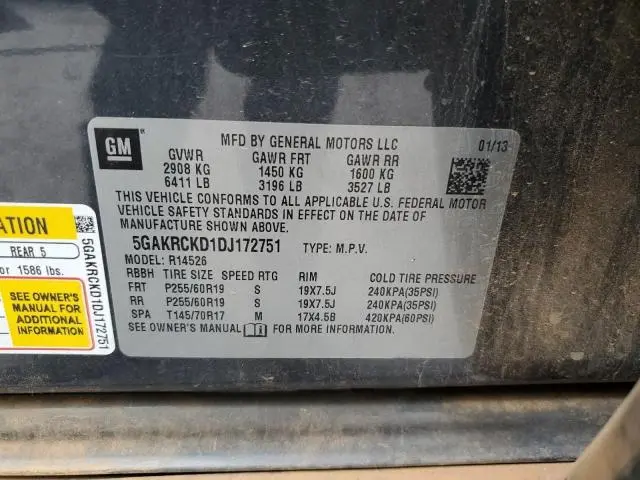 GM
MFD BY GENERAL MOTORS LLC 01/13
GVWR GAWR FRT GAWR RR
2908 KG 1450 KG 1600 KG
6411 LB 3196 LB 3527 LB
THIS VEHICLE CONFORMS TO ALL APPLICABLE U.S. FEDERAL MOTOR
VEHICLE SAFETY STANDARDS IN EFFECT ON THE DATE OF
MANUFACTURE SHOWN ABOVE.
5GAKRCKD1DJ172751 TYPE: M.P.V.
MODEL: R14526
RBBH TIRE SIZE SPEED RTG RIM COLD TIRE PRESSURE
FRT P255/60R19 S 19X7.5J 240KPA(35PSI)
RR P255/60R19 S 19X7.5J 240KPA(35PSI)
SPA T145/70R17 M 17X4.5B 420KPA(60PSI)
SEE OWNER'S MANUAL FOR MORE INFORMATION.
ATION
REAR 5
or 1586 lbs.
SEE OWNER'S
MANUAL FOR
ADDITIONAL
INFORMATION
5GAKRCKD1DJ172751